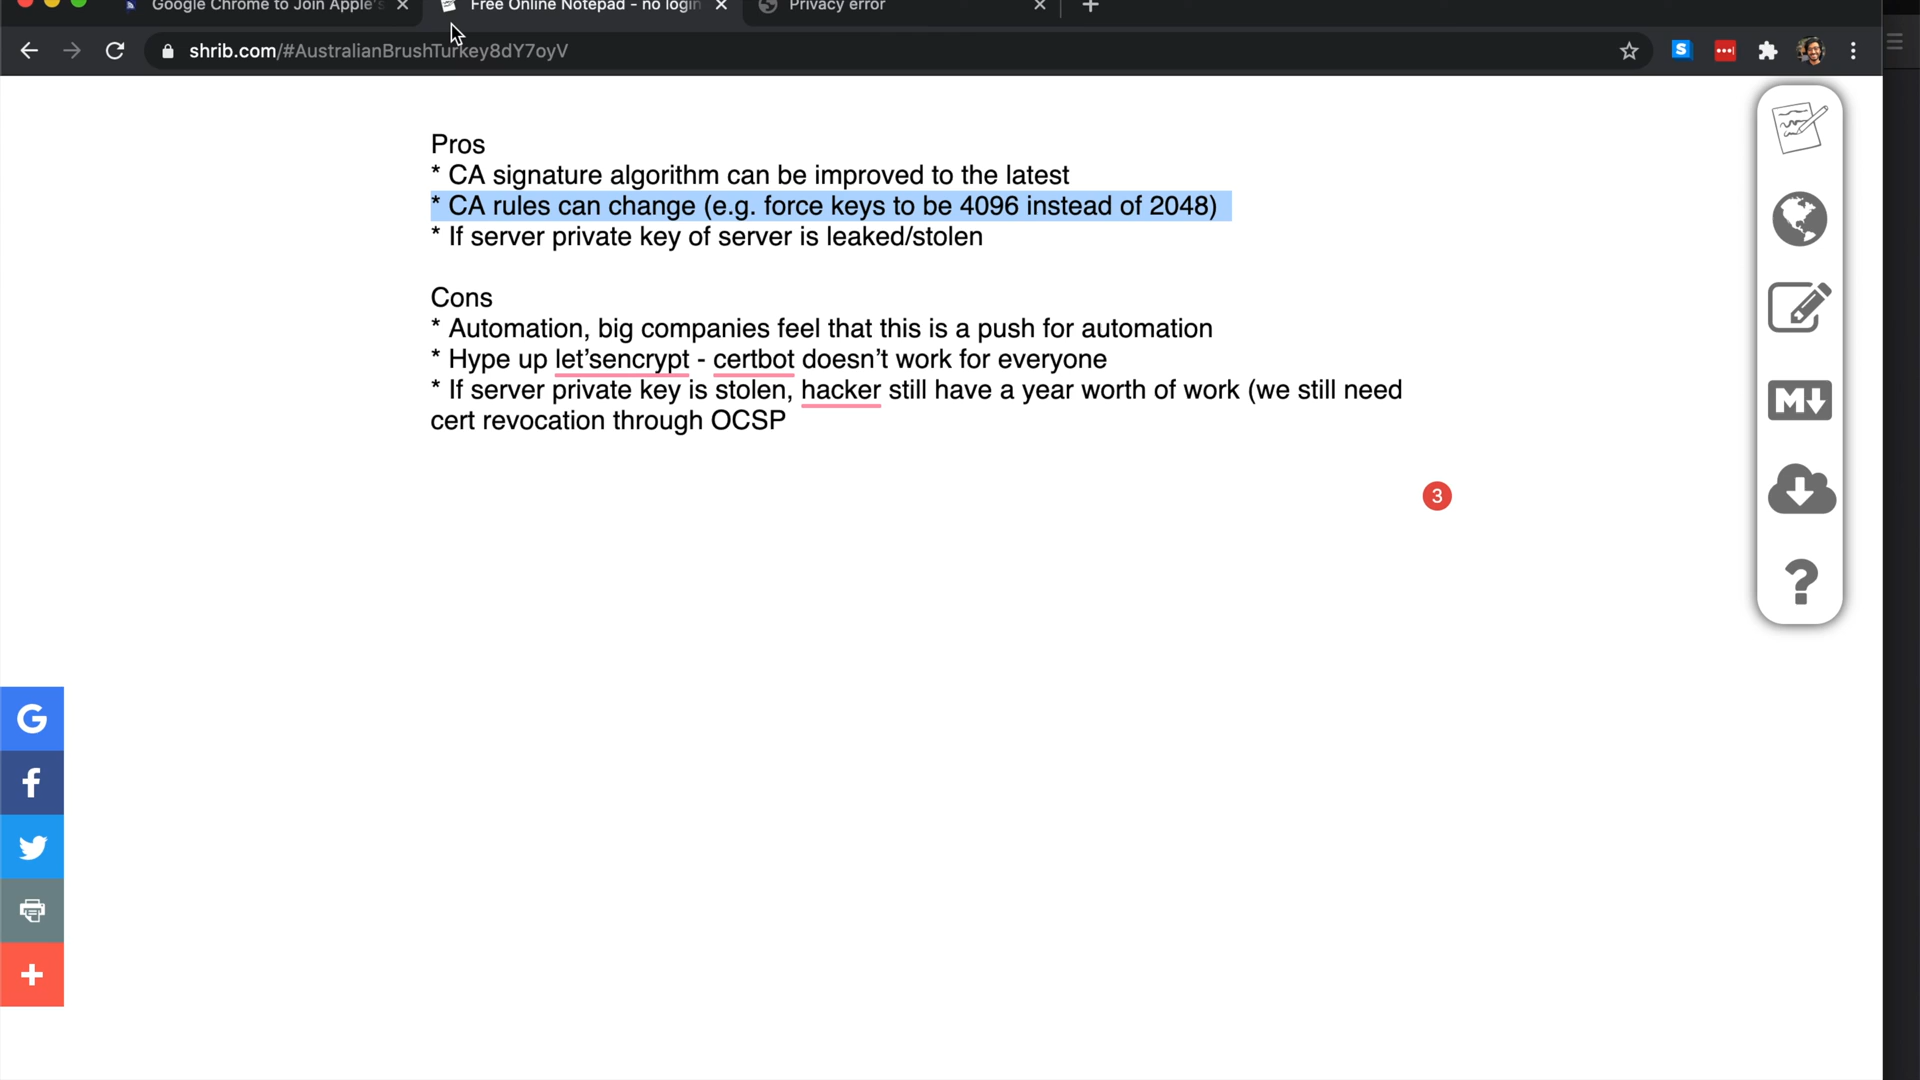 Google Chrome to Join Apple's
Free Online Notepad - no login
Privacy error
shrib.com/#AustralianBrushTurkey8dY7oyV
S
Pros
* CA signature algorithm can be improved to the latest
* CA rules can change (e.g. force keys to be 4096 instead of 2048)
* If server private key of server is leaked/stolen
Cons
* Automation, big companies feel that this is a push for automation
* Hype up let’sencrypt - certbot doesn’t work for everyone
* If server private key is stolen, hacker still have a year worth of work (we still need
cert revocation through OCSP
3
M
?
G
f